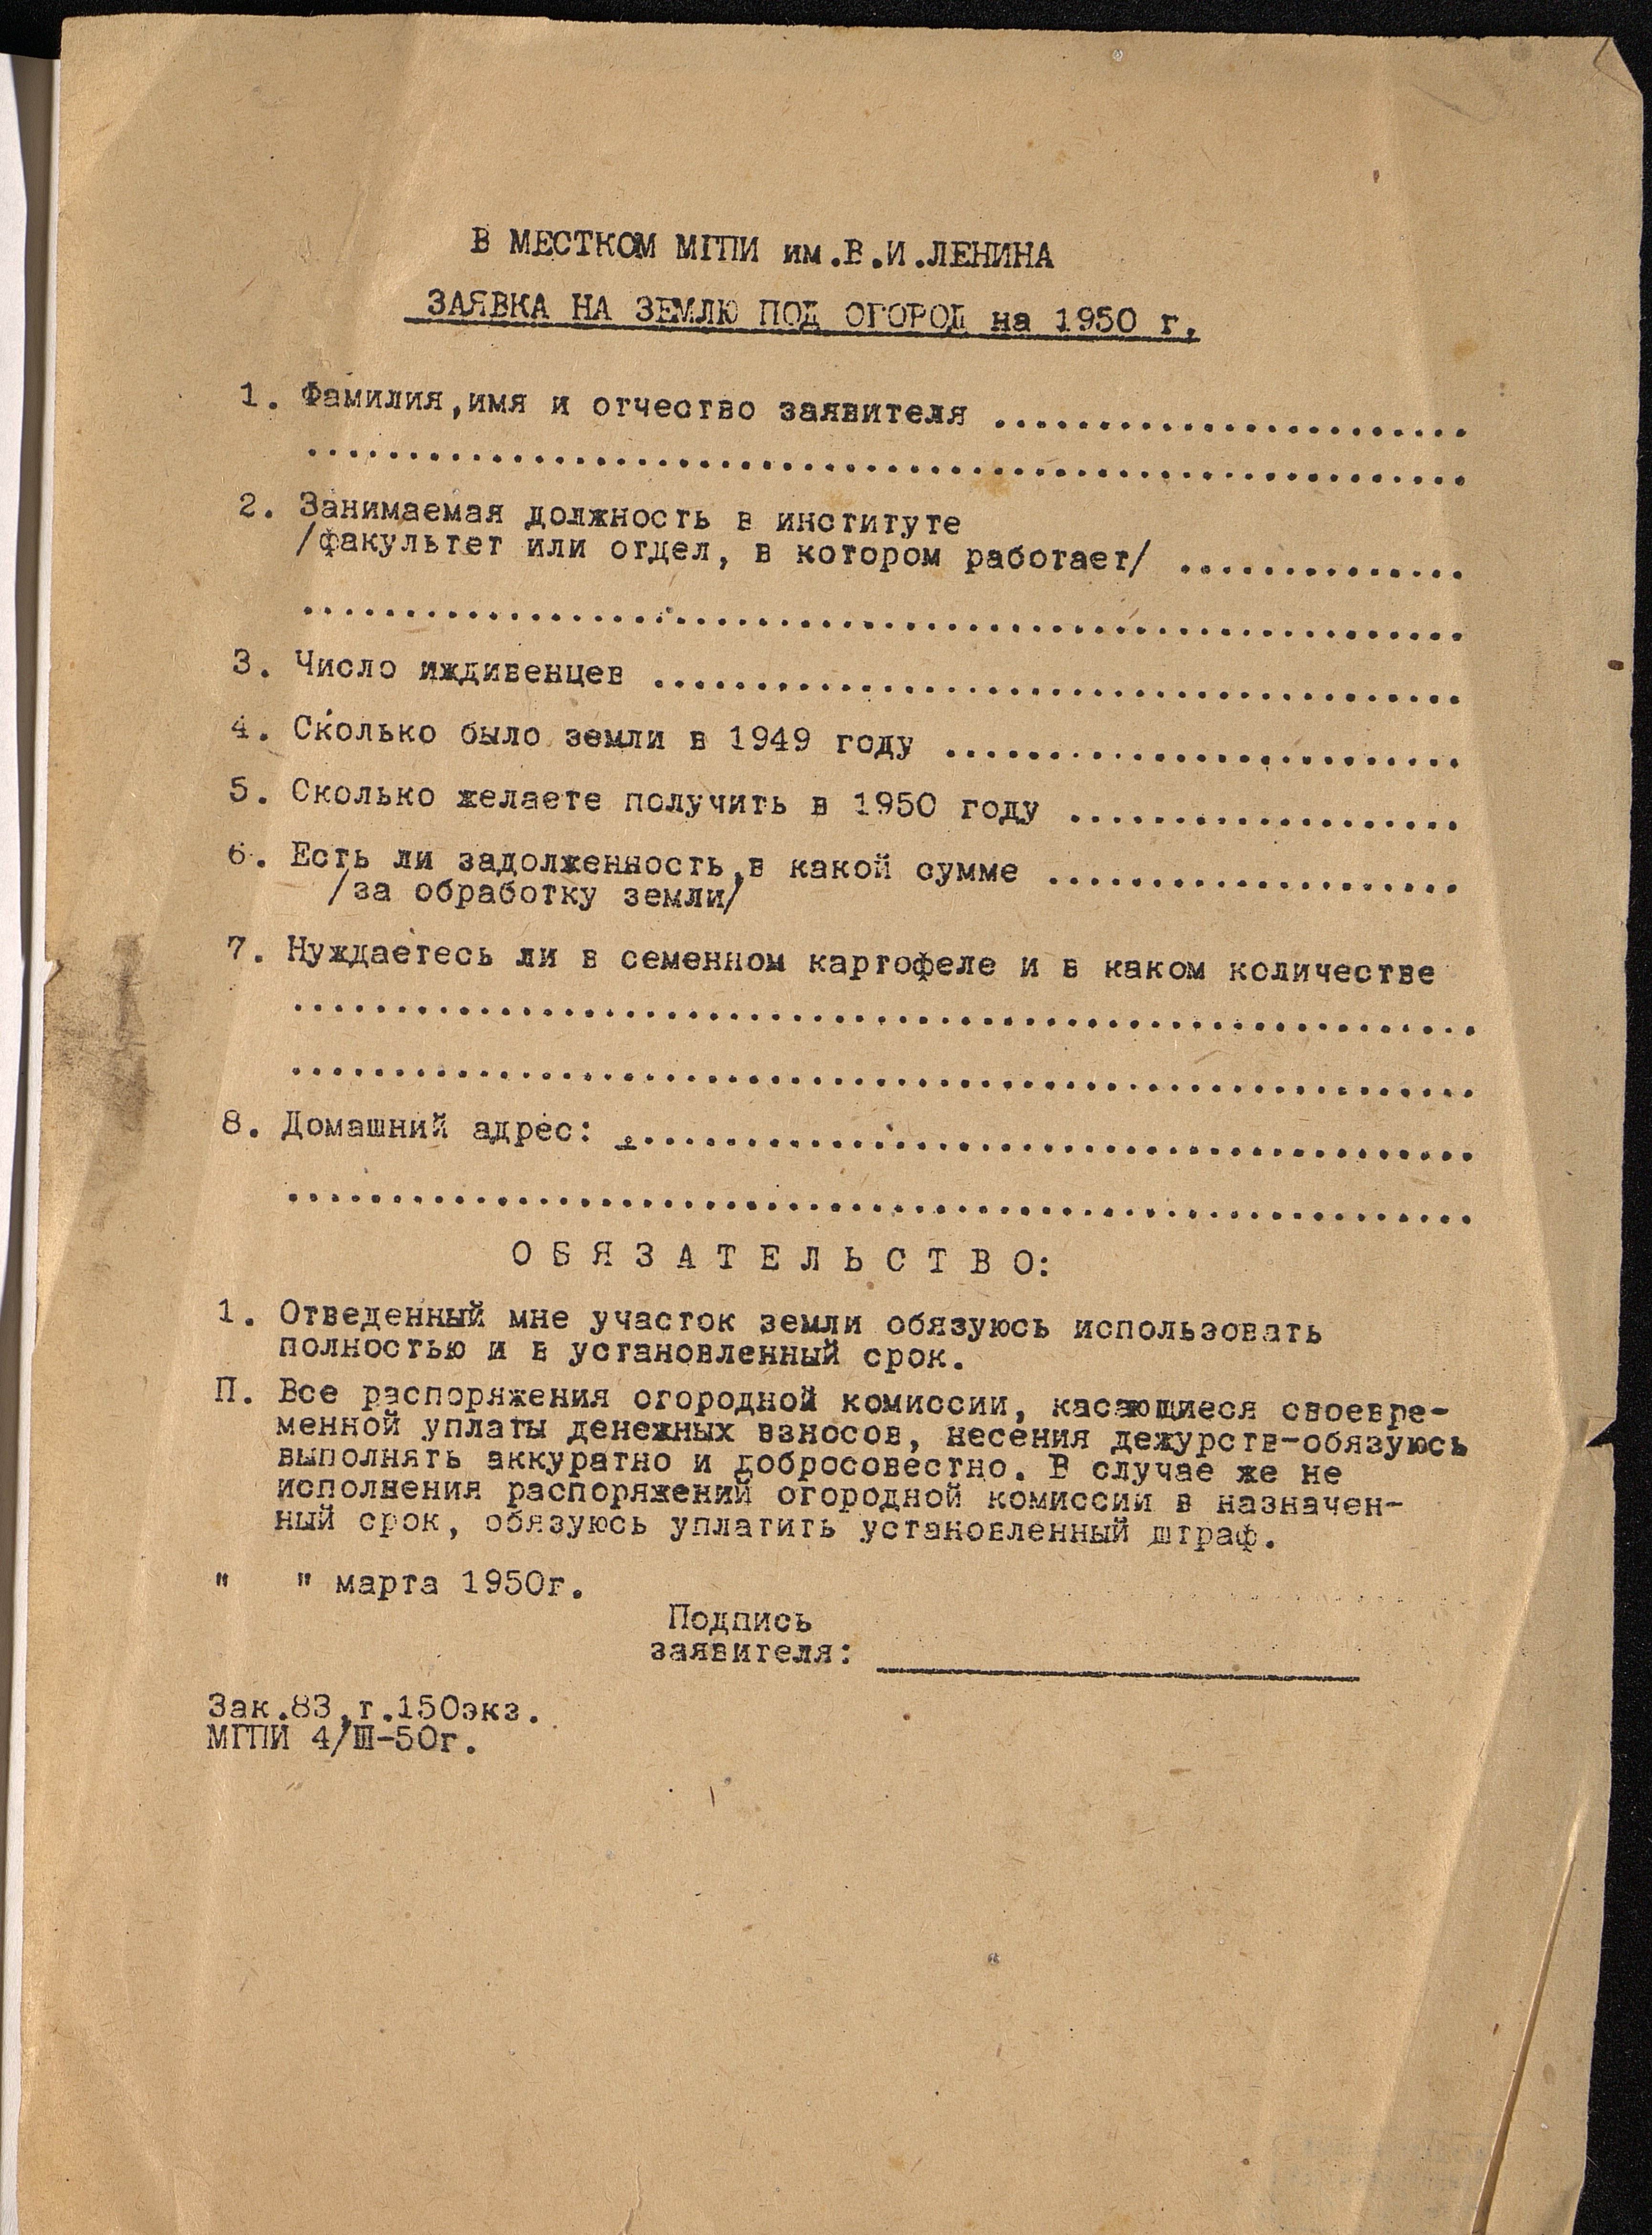 В МЕСТКОМ МГПИ им.В.И.ЛЕНИНА
ЗАЯВКА НА ЗЕМЛЮ ПОД ОГОРОД на 1950 г.
1. Фамилия,имя и отчество заявителя .......................
........................................................
2. Занимаемая должность в институте
/факультет или отдел, в котором работает/ ..............
........................................................
3. Число иждивенцев .......................................
4. Сколько было земли в 1949 году .........................
5. Сколько желаете получить в 1950 году ...................
6. Есть ли задолженность,в какой сумме ....................
/за обработку земли/
7. Нуждаетесь ли в семенном картофеле и в каком количестве
.........................................................
.........................................................
8. Домашний адрес: .........................................
.........................................................
О Б Я З А Т Е Л Ь С Т В О:
1. Отведенный мне участок земли обязуюсь использовать
полностью и в установленный срок.
П. Все распоряжения огородной комиссии, касающиеся своевре-
менной уплаты денежных взносов, несения дежурств-обязуюсь
выполнять аккуратно и добросовестно. В случае же не
исполнения распоряжений огородной комиссии в назначен-
ный срок, обязуюсь уплатить установленный штраф.
"   " марта 1950г.
Подпись
заявителя: ____________________
Зак.83,т.150экз.
МГПИ 4/Ш-50г.